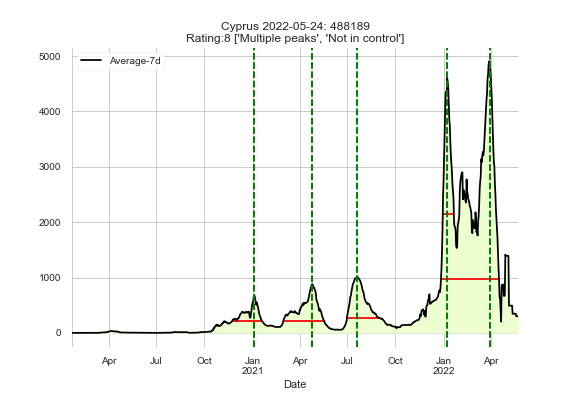 Cyprus 2022-05-24: 488189
Rating:8 ['Multiple peaks', 'Not in control']
Average-7d
5000
4000
3000
2000
1000
0
Apr Jul Oct Jan Apr Jul Oct Jan Apr
2021 2022
Date